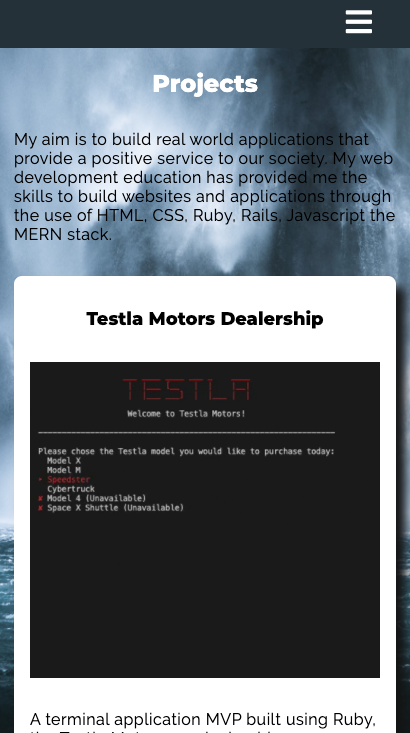 Projects
My aim is to build real world applications that
provide a positive service to our society. My web
development education has provided me the
skills to build websites and applications through
the use of HTML, CSS, Ruby, Rails, Javascript the
MERN stack.
Testla Motors Dealership
TESTLA
Welcome to Testla Motors!
Please chose the Testla model you would like to purchase today:
Model X
Model M
‣ Speedster
Cybertruck
✘ Model 4 (Unavailable)
✘ Space X Shuttle (Unavailable)
A terminal application MVP built using Ruby,